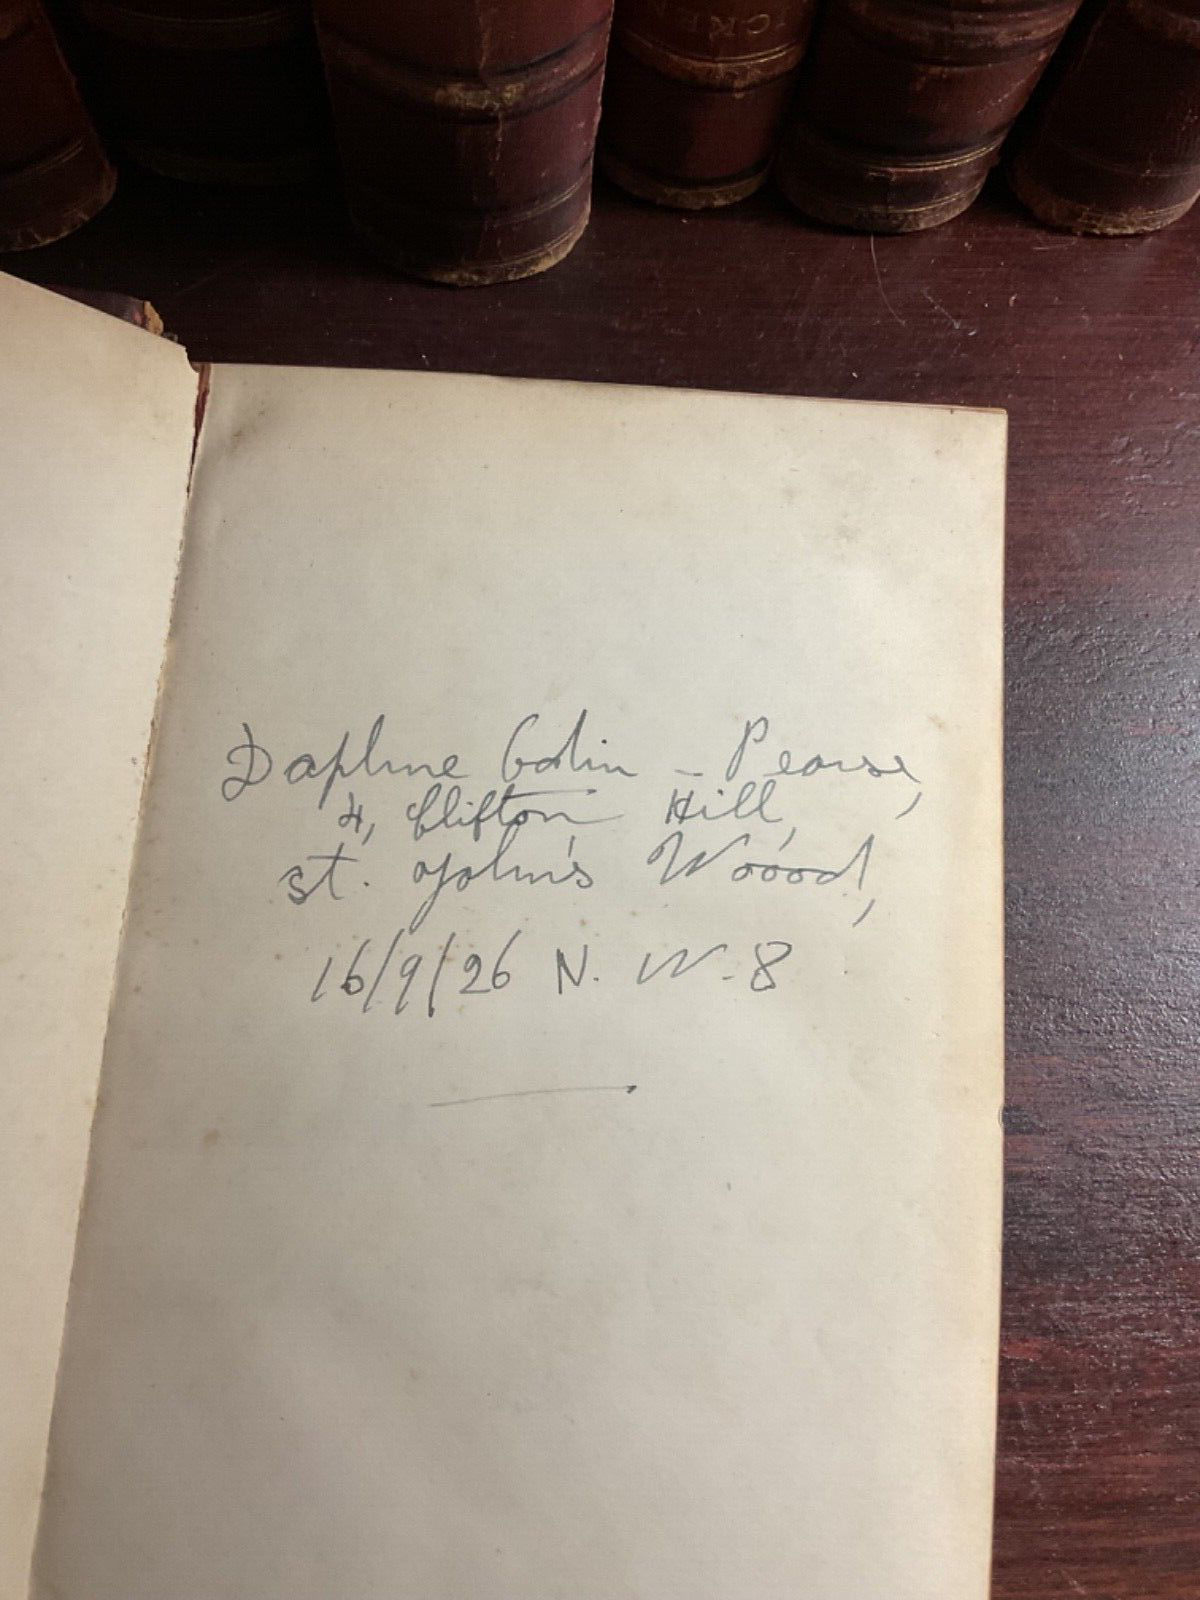 Daphne Colin - Pearse,
4, Clifton Hill,
St. John's Woood,
16/9/26 N. W. 8